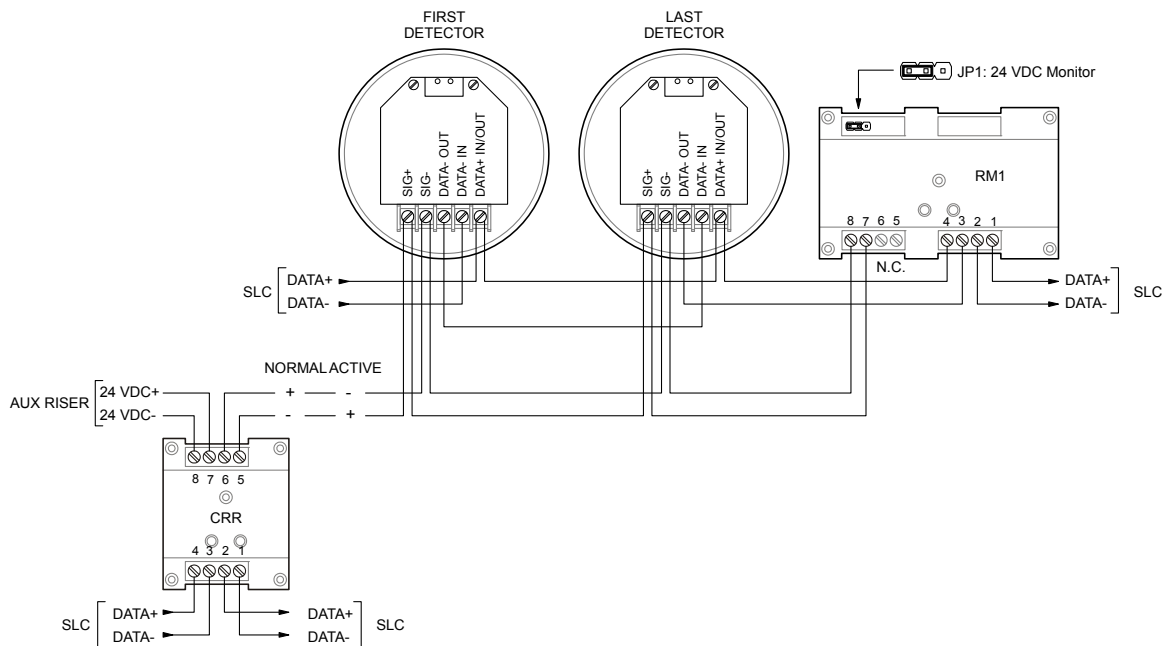 FIRST
DETECTOR
LAST
DETECTOR
JP1: 24 VDC Monitor
SIG+
SIG-
DATA- OUT
DATA- IN
DATA+ IN/OUT
SIG+
SIG-
DATA- OUT
DATA- IN
DATA+ IN/OUT
RM1
8 7 6 5
4 3 2 1
N.C.
SLC
DATA+
DATA-
DATA+
DATA-
SLC
NORMAL ACTIVE
AUX RISER
24 VDC+
24 VDC-
+ -
- +
8 7 6 5
CRR
4 3 2 1
SLC
DATA+
DATA-
DATA+
DATA-
SLC